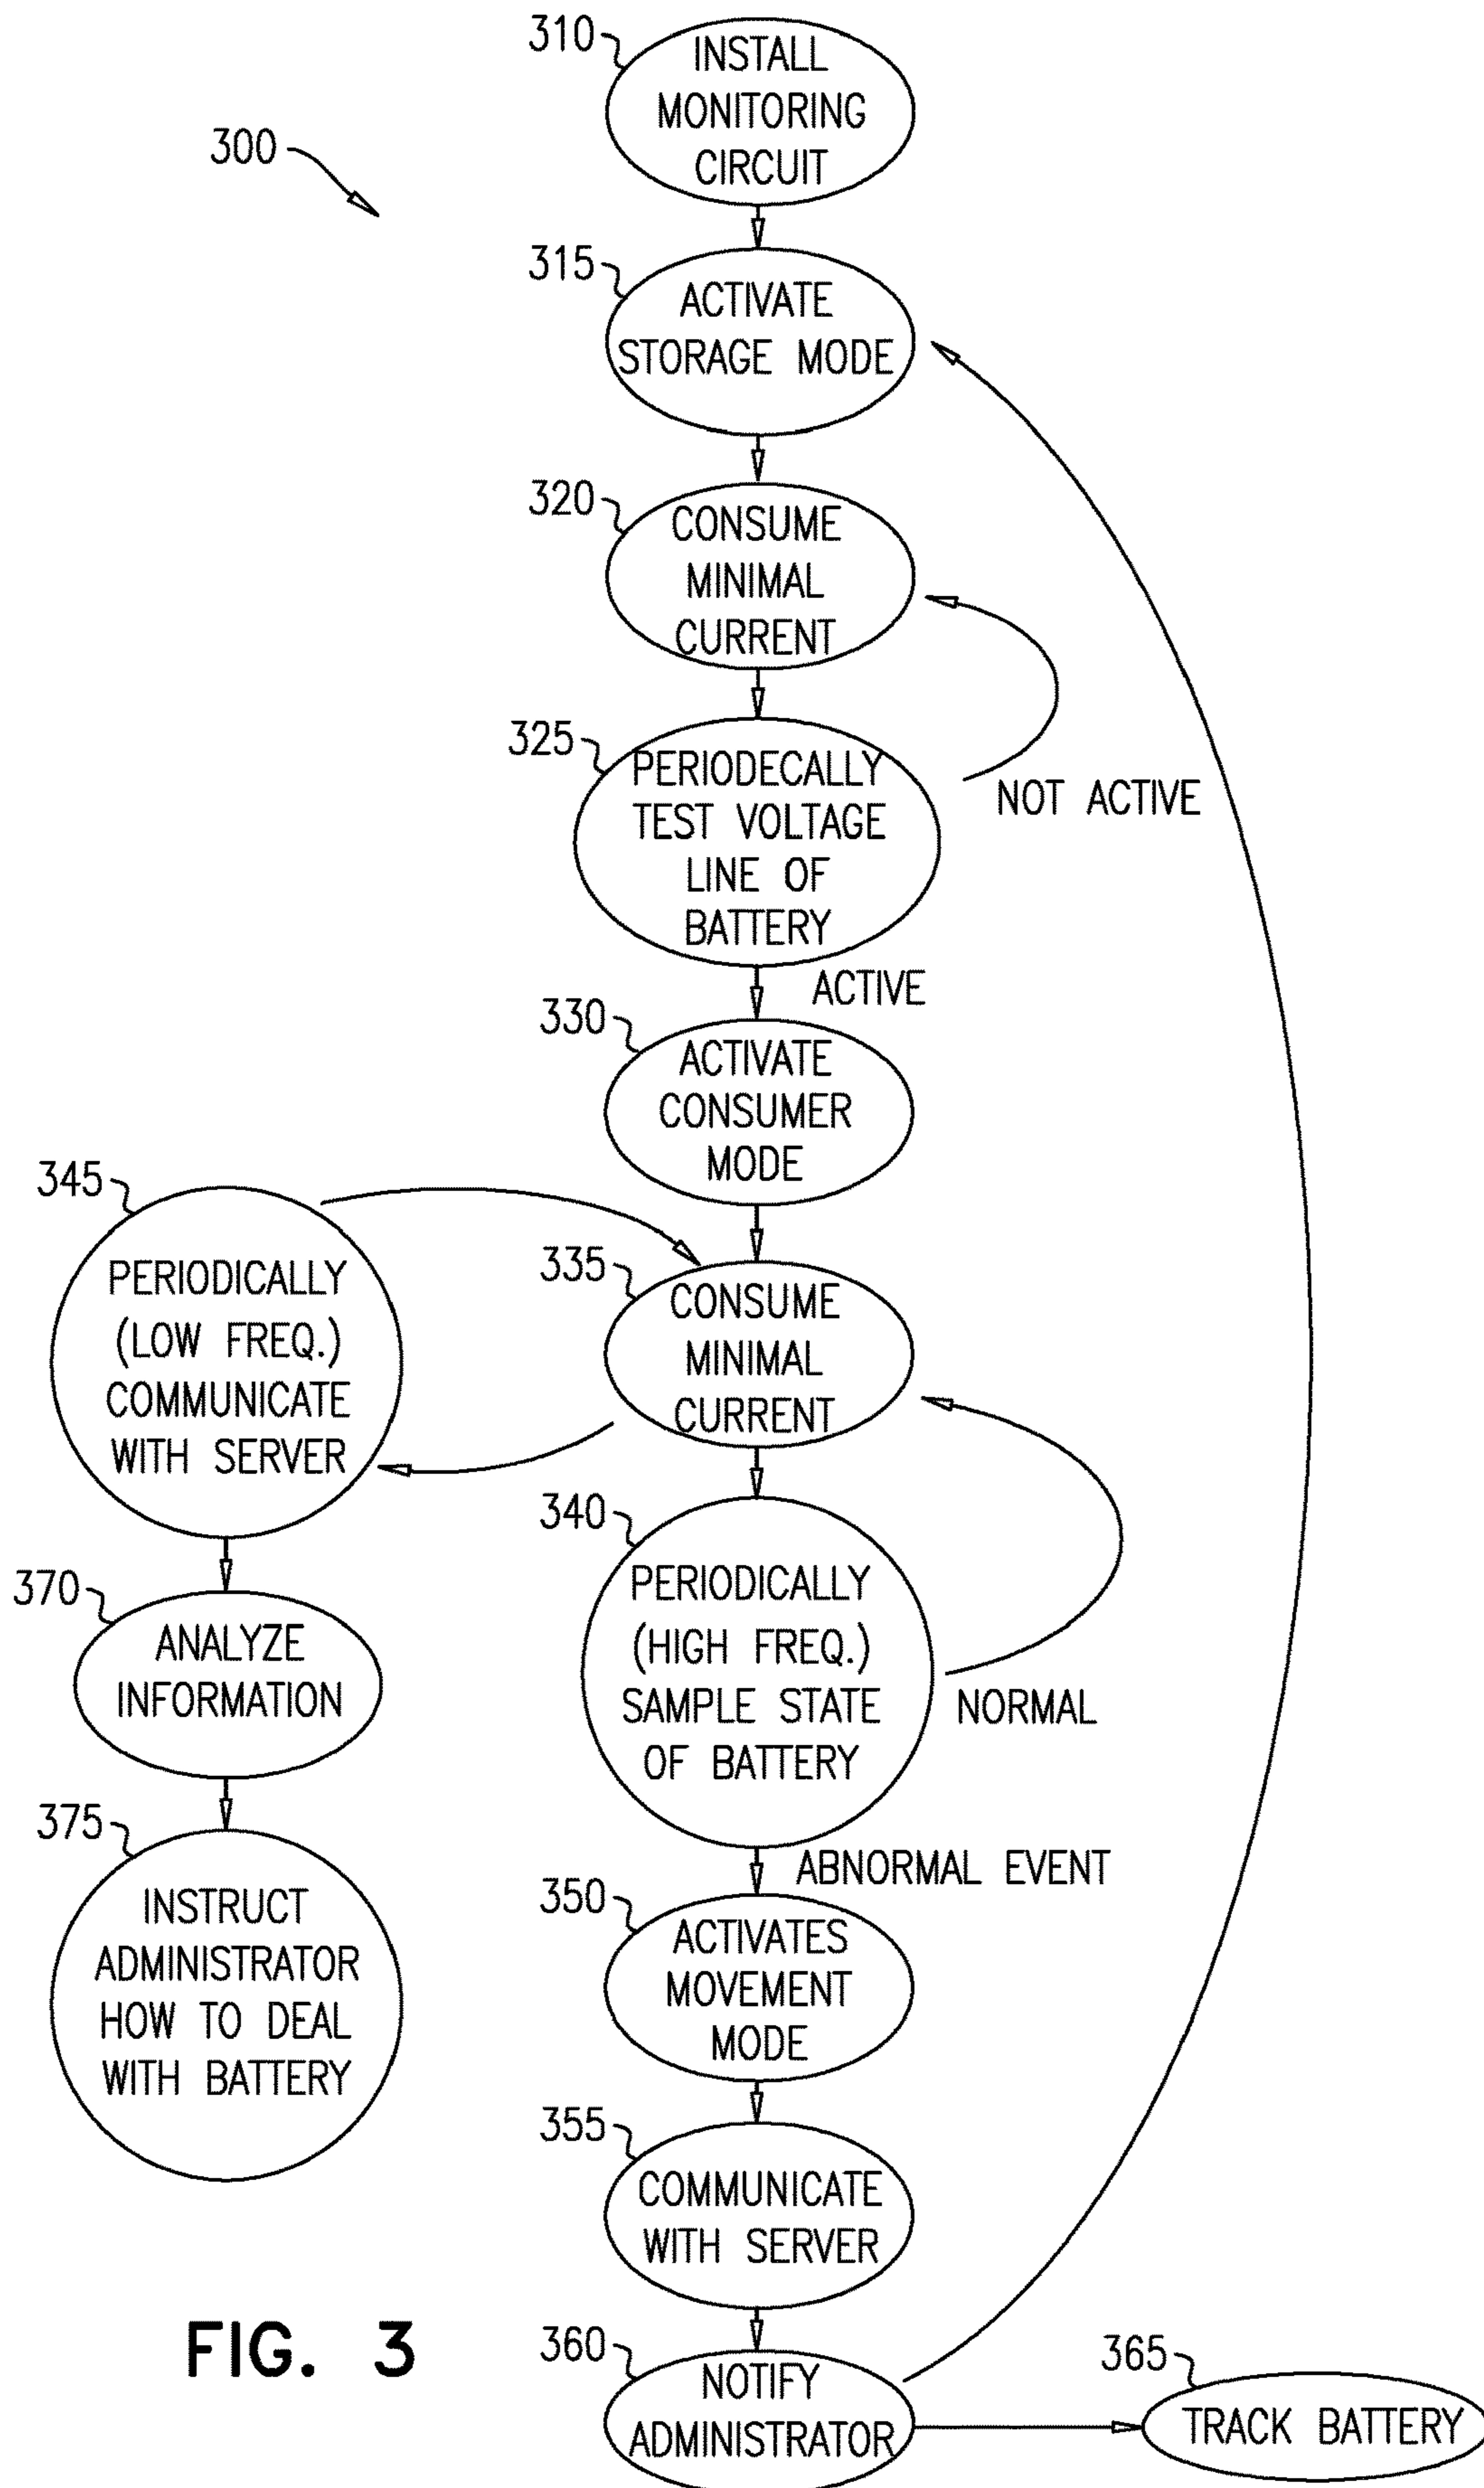 310
INSTALL
MONITORING
CIRCUIT
300
315
ACTIVATE
STORAGE MODE
320
CONSUME
MINIMAL
CURRENT
325
PERIODECALLY
TEST VOLTAGE
LINE OF
BATTERY
NOT ACTIVE
ACTIVE
330
ACTIVATE
CONSUMER
MODE
345
PERIODICALLY
(LOW FREQ.)
COMMUNICATE
WITH SERVER
335
CONSUME
MINIMAL
CURRENT
340
PERIODICALLY
(HIGH FREQ.)
SAMPLE STATE
OF BATTERY
NORMAL
370
ANALYZE
INFORMATION
375
INSTRUCT
ADMINISTRATOR
HOW TO DEAL
WITH BATTERY
ABNORMAL EVENT
350
ACTIVATES
MOVEMENT
MODE
355
COMMUNICATE
WITH SERVER
360
NOTIFY
ADMINISTRATOR
365
TRACK BATTERY
FIG. 3